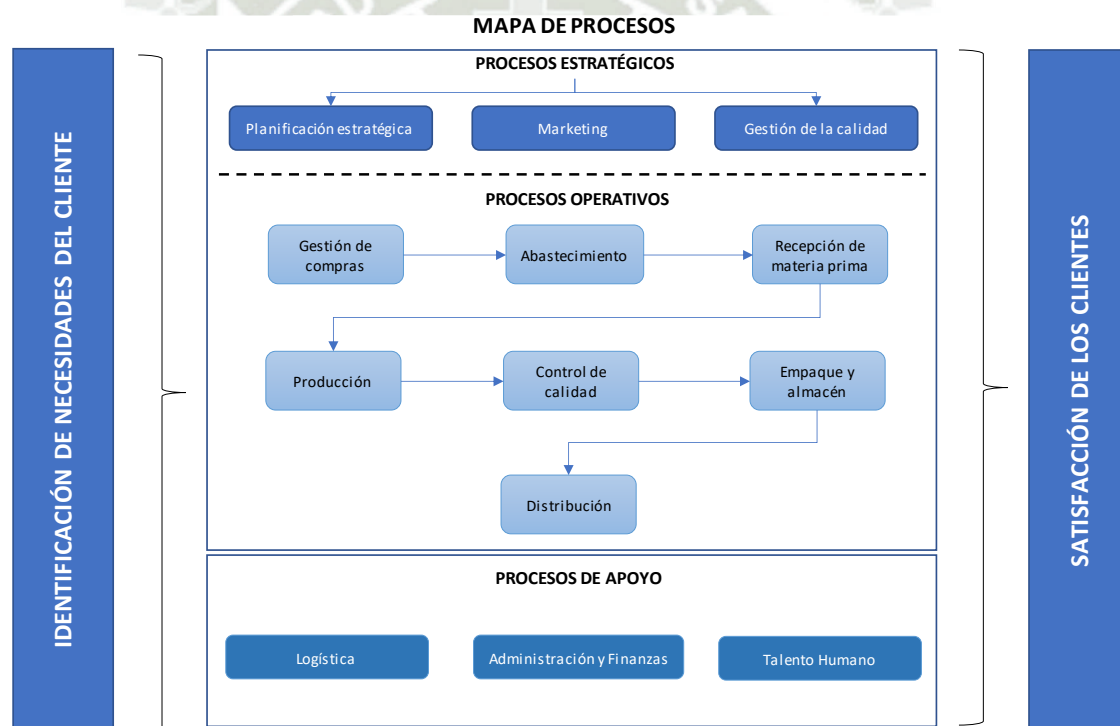 MAPA DE PROCESOS
IDENTIFICACIÓN DE NECESIDADES DEL CLIENTE
PROCESOS ESTRATÉGICOS
Planificación estratégica
Marketing
Gestión de la calidad
PROCESOS OPERATIVOS
Gestión de
compras
Abastecimiento
Recepción de
materia prima
Producción
Control de
calidad
Empaque y
almacén
Distribución
PROCESOS DE APOYO
Logística
Administración y Finanzas
Talento Humano
SATISFACCIÓN DE LOS CLIENTES